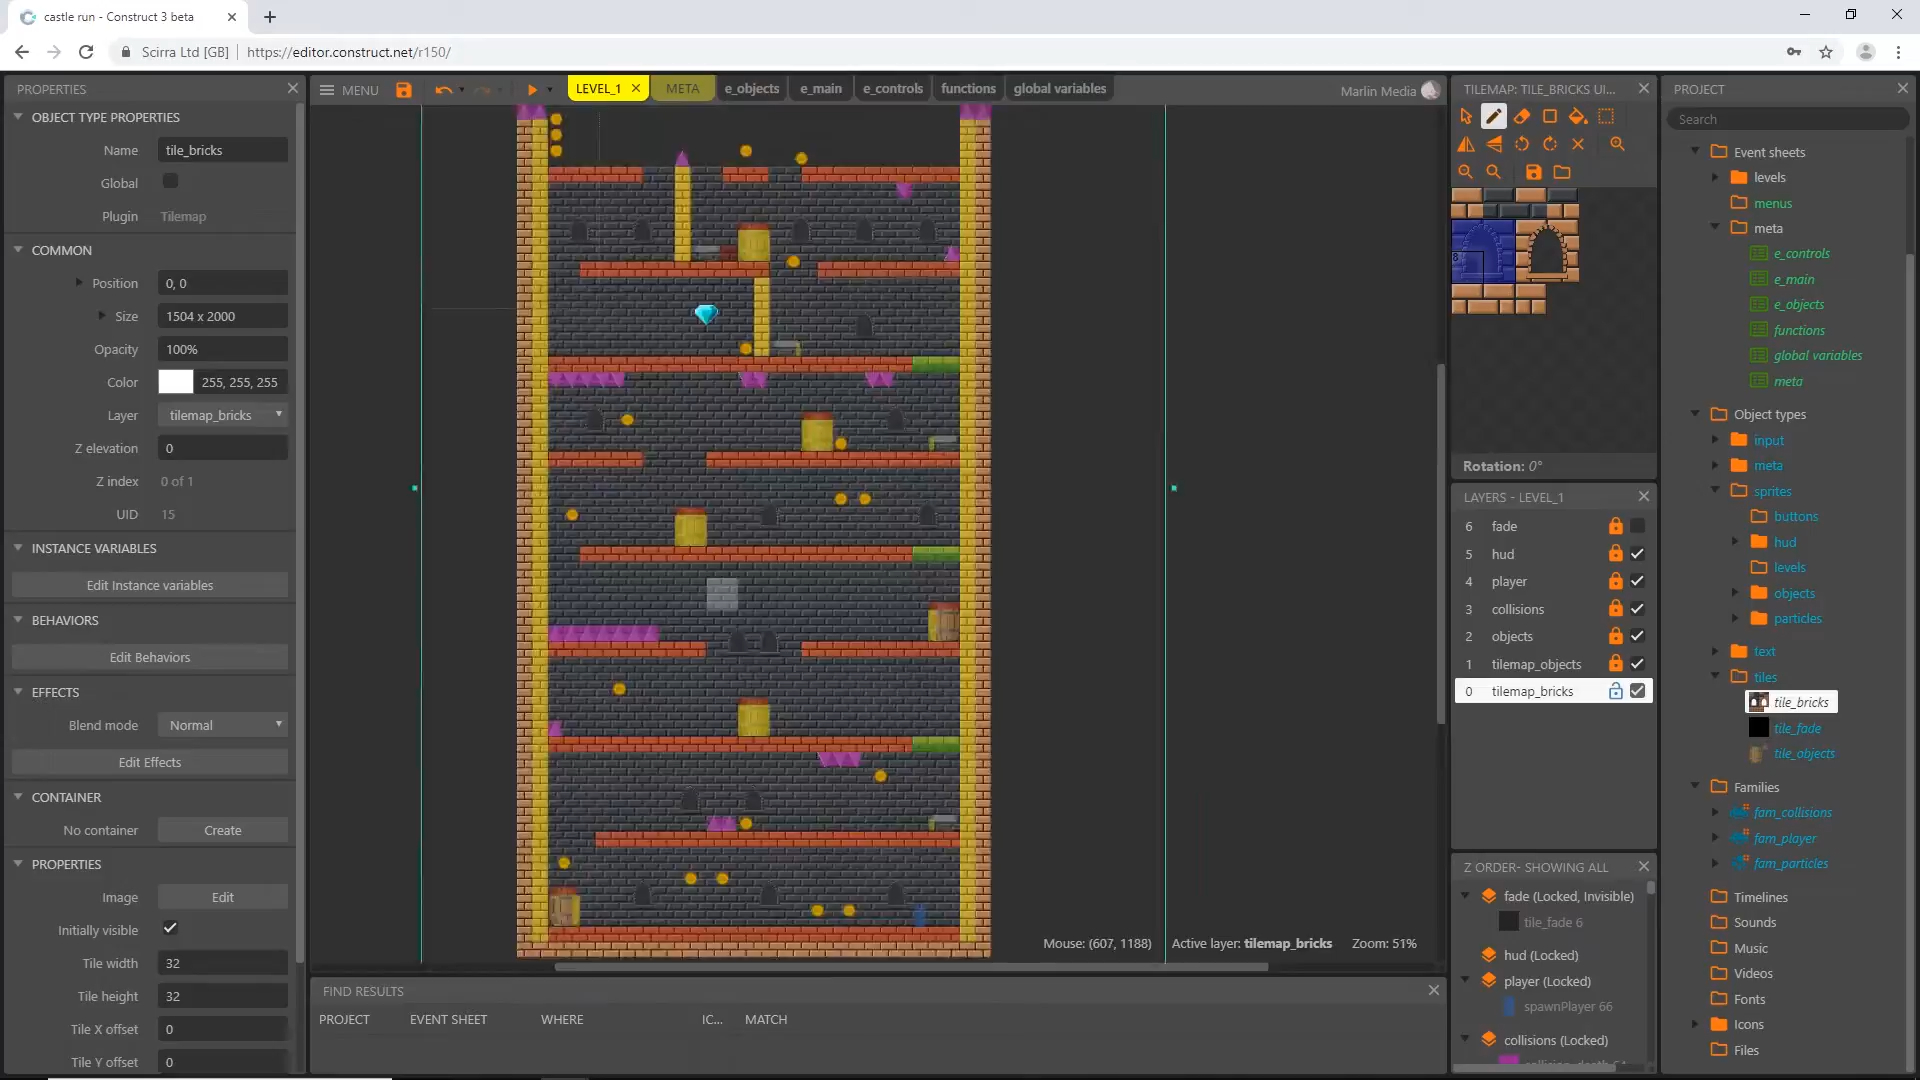 castle run - Construct 3 beta
Scirra Ltd [GB]
https://editor.construct.net/r150/
PROPERTIES
OBJECT TYPE PROPERTIES
Name tile_bricks
Global
Plugin Tilemap
COMMON
Position 0, 0
Size 1504 x 2000
Opacity 100%
Color 255, 255, 255
Layer tilemap_bricks
Z elevation 0
Z index 0 of 1
UID 15
INSTANCE VARIABLES
Edit Instance variables
BEHAVIORS
Edit Behaviors
EFFECTS
Blend mode Normal
Edit Effects
CONTAINER
No container Create
PROPERTIES
Image Edit
Initially visible
Tile width 32
Tile height 32
Tile X offset 0
Tile Y offset 0
MENU
LEVEL_1
META
e_objects
e_main
e_controls
functions
global variables
Marlin Media
Mouse: (607, 1188) Active layer: tilemap_bricks Zoom: 51%
FIND RESULTS
PROJECT EVENT SHEET WHERE IC... MATCH
TILEMAP: TILE_BRICKS UI...
8
Rotation: 0°
LAYERS - LEVEL_1
6 fade
5 hud
4 player
3 collisions
2 objects
1 tilemap_objects
0 tilemap_bricks
Z ORDER- SHOWING ALL
fade (Locked, Invisible)
tile_fade 6
hud (Locked)
player (Locked)
spawnPlayer 66
collisions (Locked)
PROJECT
Search
Event sheets
levels
menus
meta
e_controls
e_main
e_objects
functions
global variables
meta
Object types
input
meta
sprites
buttons
hud
levels
objects
particles
text
tiles
tile_bricks
tile_fade
tile_objects
Families
fam_collisions
fam_player
fam_particles
Timelines
Sounds
Music
Videos
Fonts
Icons
Files